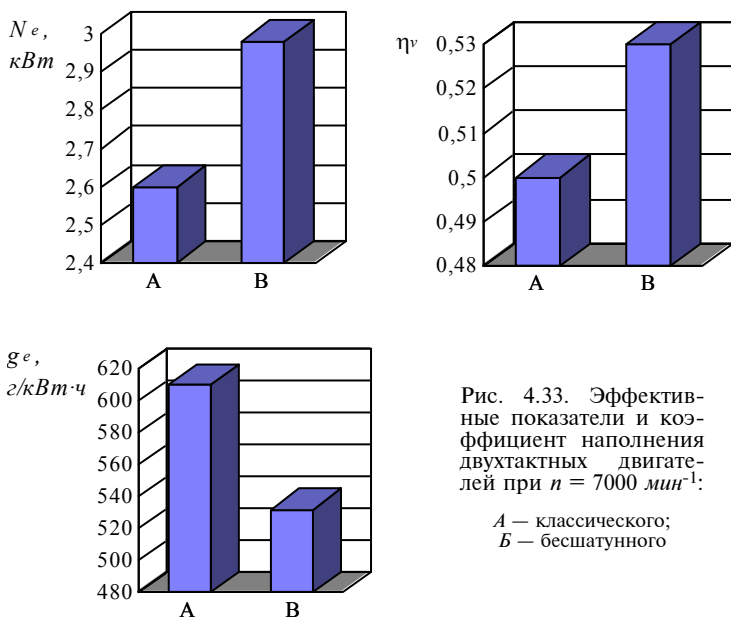 N e,
кВт
3
2,9
2,8
2,7
2,6
2,5
2,4
А В
ηv
0,53
0,52
0,51
0,5
0,49
0,48
А В
g e,
г/кВт·ч
620
600
580
560
540
520
500
480
А В
Рис. 4.33. Эффектив-
ные показатели и коэ-
ффициент наполнения
двухтактных двигате-
лей при n = 7000 мин-1:
А — классического;
Б — бесшатунного